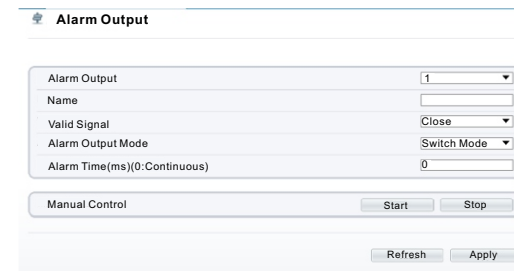 Alarm Output
Alarm Output 1
Name
Valid Signal Close
Alarm Output Mode Switch Mode
Alarm Time(ms)(0:Continuous) 0
Manual Control Start Stop
Refresh Apply